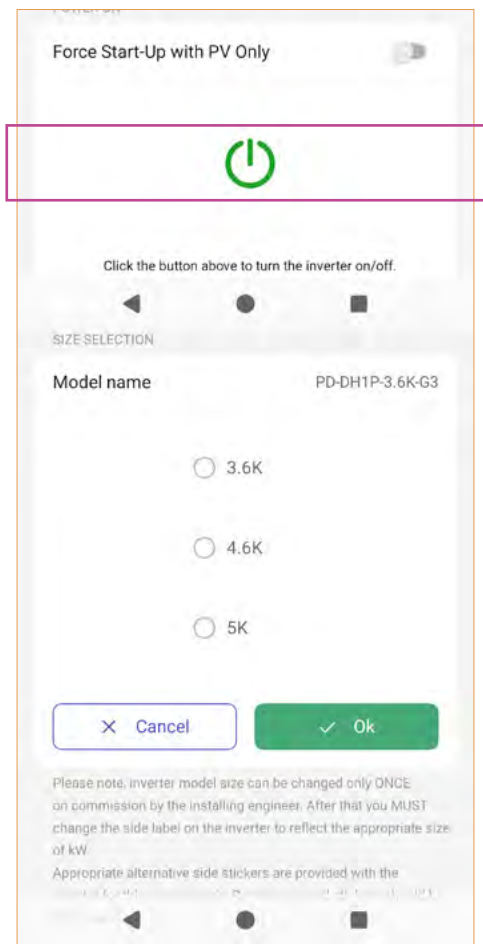 POWER ON
Force Start-Up with PV Only
Click the button above to turn the inverter on/off.
SIZE SELECTION
Model name PD-DH1P-3.6K-G3
3.6K
4.6K
5K
Cancel
Ok
Please note, inverter model size can be changed only ONCE
on commission by the installing engineer. After that you MUST
change the side label on the inverter to reflect the appropriate size
of kW
Appropriate alternative side stickers are provided with the